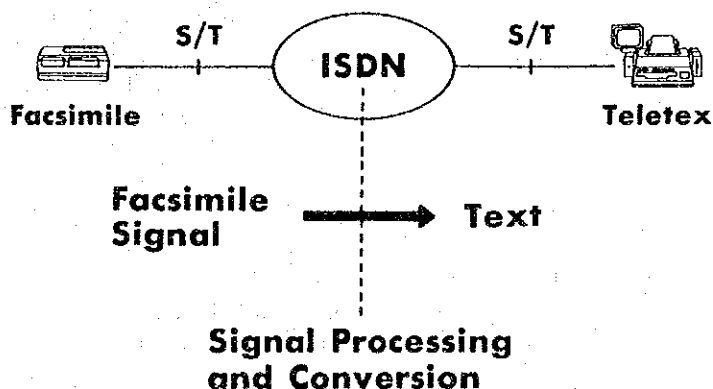 S/T
S/T
ISDN
Facsimile
Teletex
Facsimile
Signal
Text
Signal Processing
and Conversion